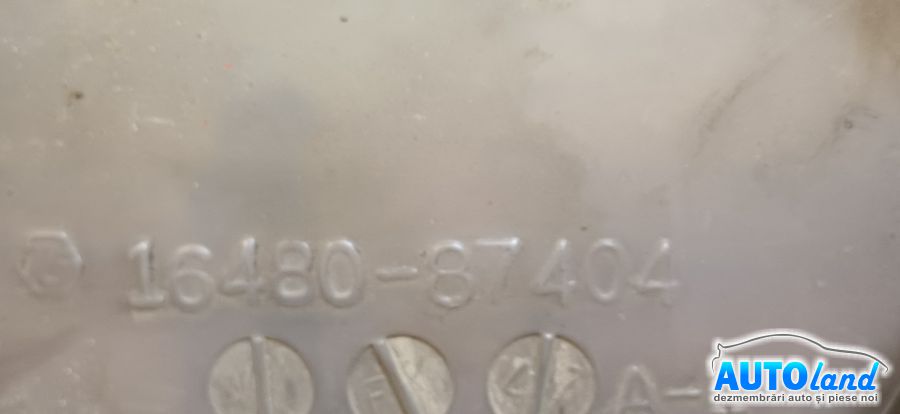 16480-87404
A-
AUTOland
dezmembrări auto și piese noi